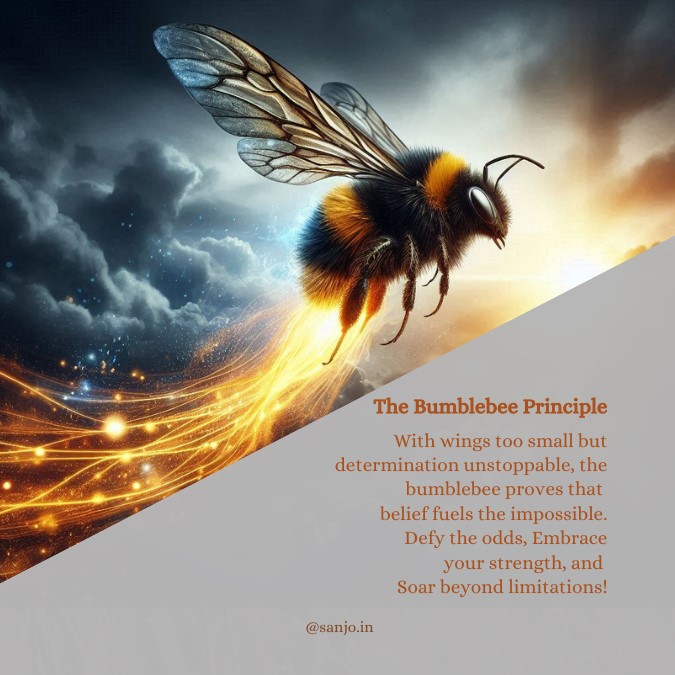 The Bumblebee Principle
With wings too small but
determination unstoppable, the
bumblebee proves that
belief fuels the impossible.
Defy the odds, Embrace
your strength, and
Soar beyond limitations!
@sanjo.in